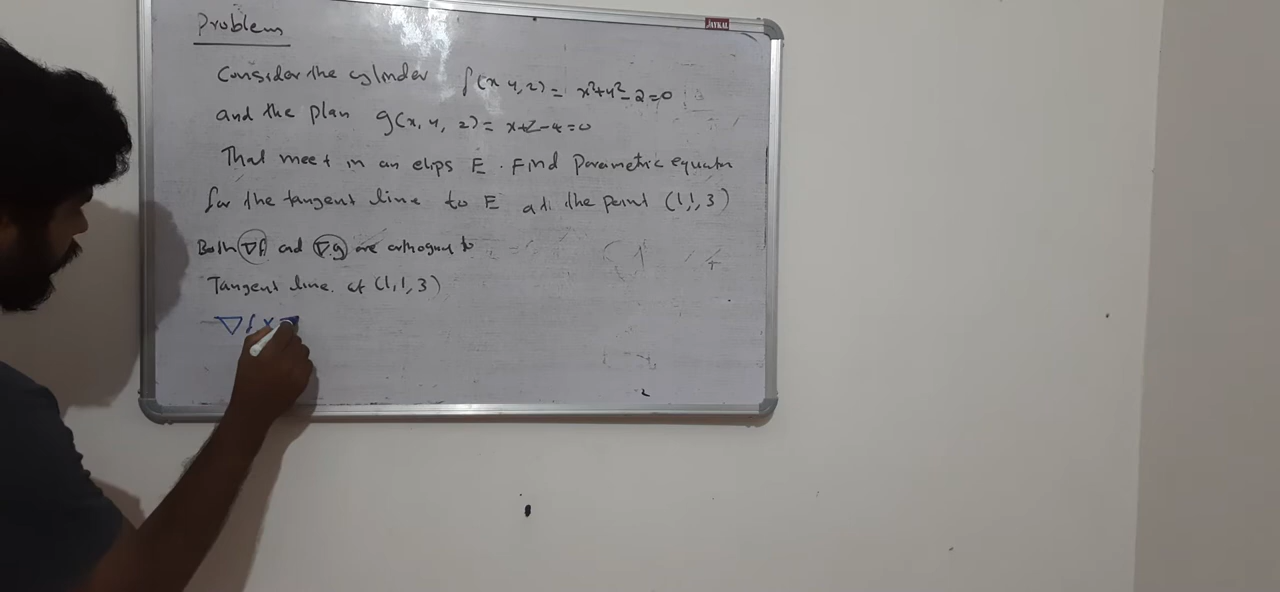 JAYKAL
Problem
Consider the cylinder f(x y, z) = x²+y²-2=0
and the plan g(x, y, z) = x+z-4=0
That meet in an elips E . Find Parametric equation
for the tangent line to E at the point (1,1,3)
Both ∇f and ∇g are orthogonal to
Tangent line at (1,1,3)
∇f x ∇